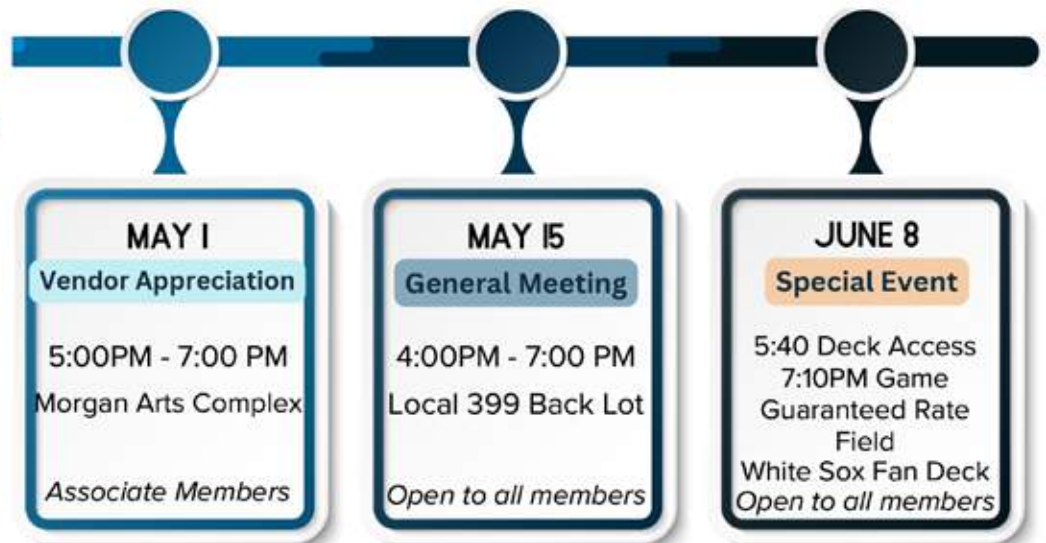 MAY 1
Vendor Appreciation
5:00PM - 7:00 PM
Morgan Arts Complex
Associate Members
MAY 15
General Meeting
4:00PM - 7:00 PM
Local 399 Back Lot
Open to all members
JUNE 8
Special Event
5:40 Deck Access
7:10PM Game
Guaranteed Rate
Field
White Sox Fan Deck
Open to all members